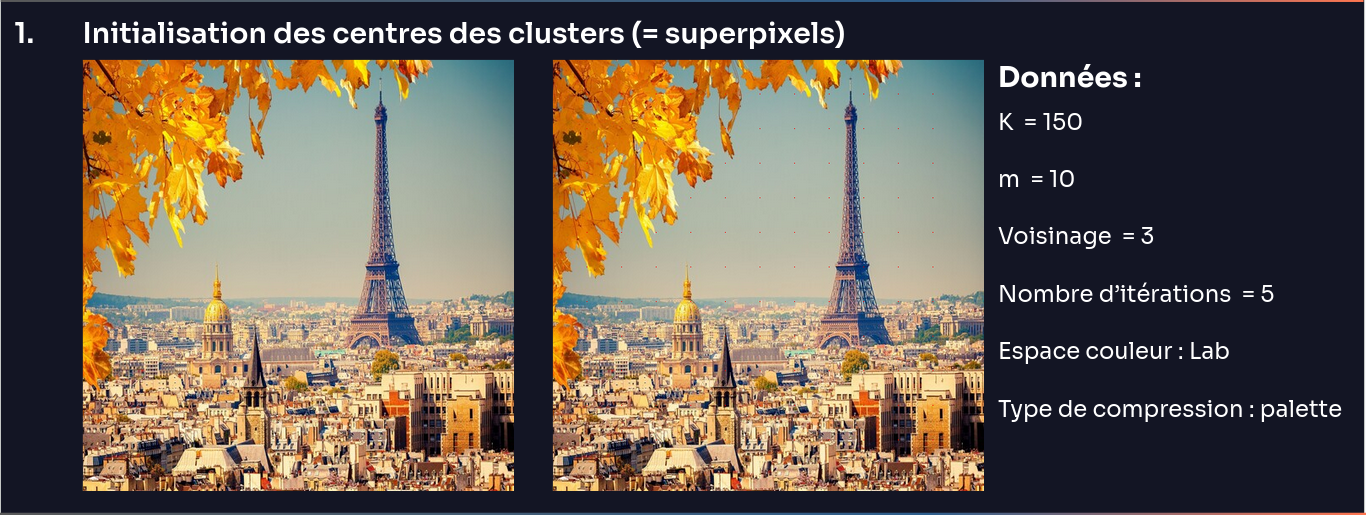 1. Initialisation des centres des clusters (= superpixels)
Données :
K = 150
m = 10
Voisinage = 3
Nombre d’itérations = 5
Espace couleur : Lab
Type de compression : palette